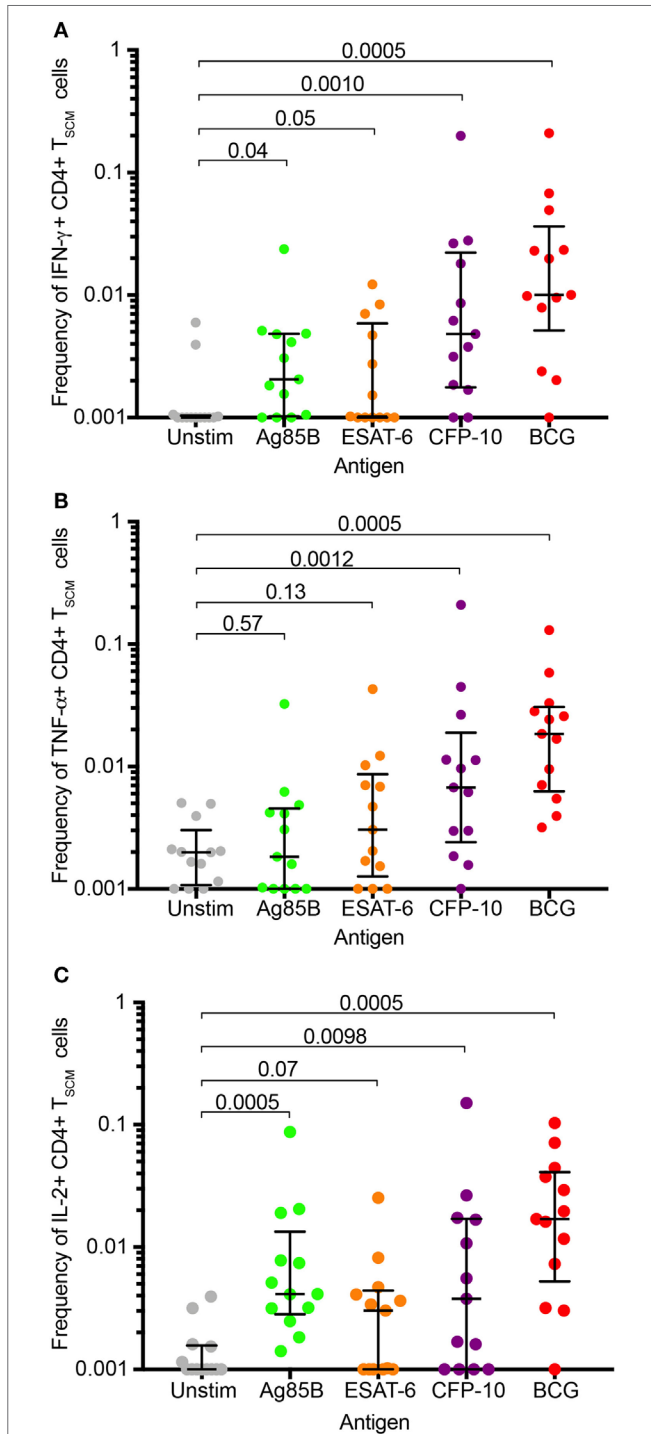 A
Frequency of IFN-γ+ CD4+ TSCM cells
1
0.1
0.01
0.001
0.0005
0.0010
0.05
0.04
Unstim Ag85B ESAT-6 CFP-10 BCG
Antigen
B
Frequency of TNF-α+ CD4+ TSCM cells
1
0.1
0.01
0.001
0.0005
0.0012
0.13
0.57
Unstim Ag85B ESAT-6 CFP-10 BCG
Antigen
C
Frequency of IL-2+ CD4+ TSCM cells
1
0.1
0.01
0.001
0.0005
0.0098
0.07
0.0005
Unstim Ag85B ESAT-6 CFP-10 BCG
Antigen